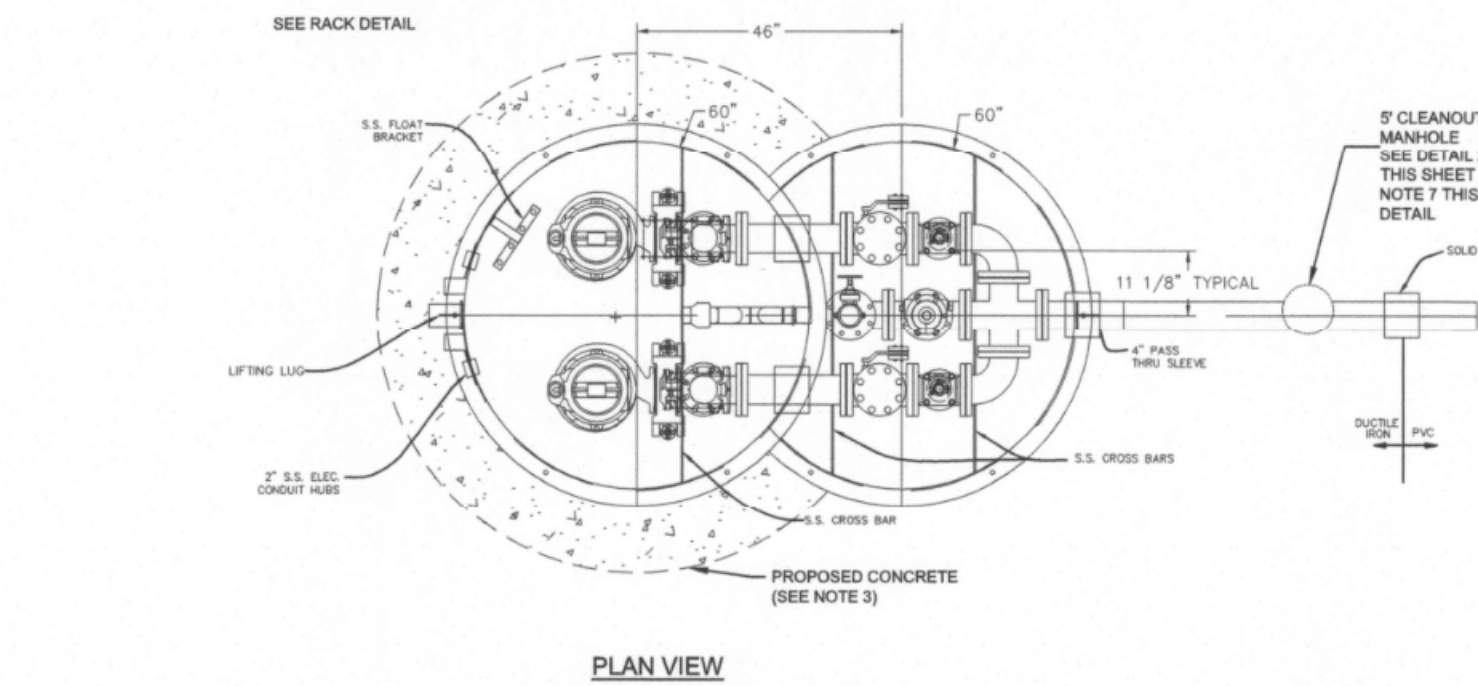 SEE RACK DETAIL
46"
60"
60"
S.S. FLOAT
BRACKET
5' CLEANOUT
MANHOLE
SEE DETAIL
THIS SHEET
NOTE 7 THIS
DETAIL
SOLID
11 1/8" TYPICAL
4" PASS
THRU SLEEVE
LIFTING LUG
DUCTILE
IRON
PVC
2" S.S. ELEC.
CONDUIT HUBS
S.S. CROSS BARS
S.S. CROSS BAR
PROPOSED CONCRETE
(SEE NOTE 3)
PLAN VIEW